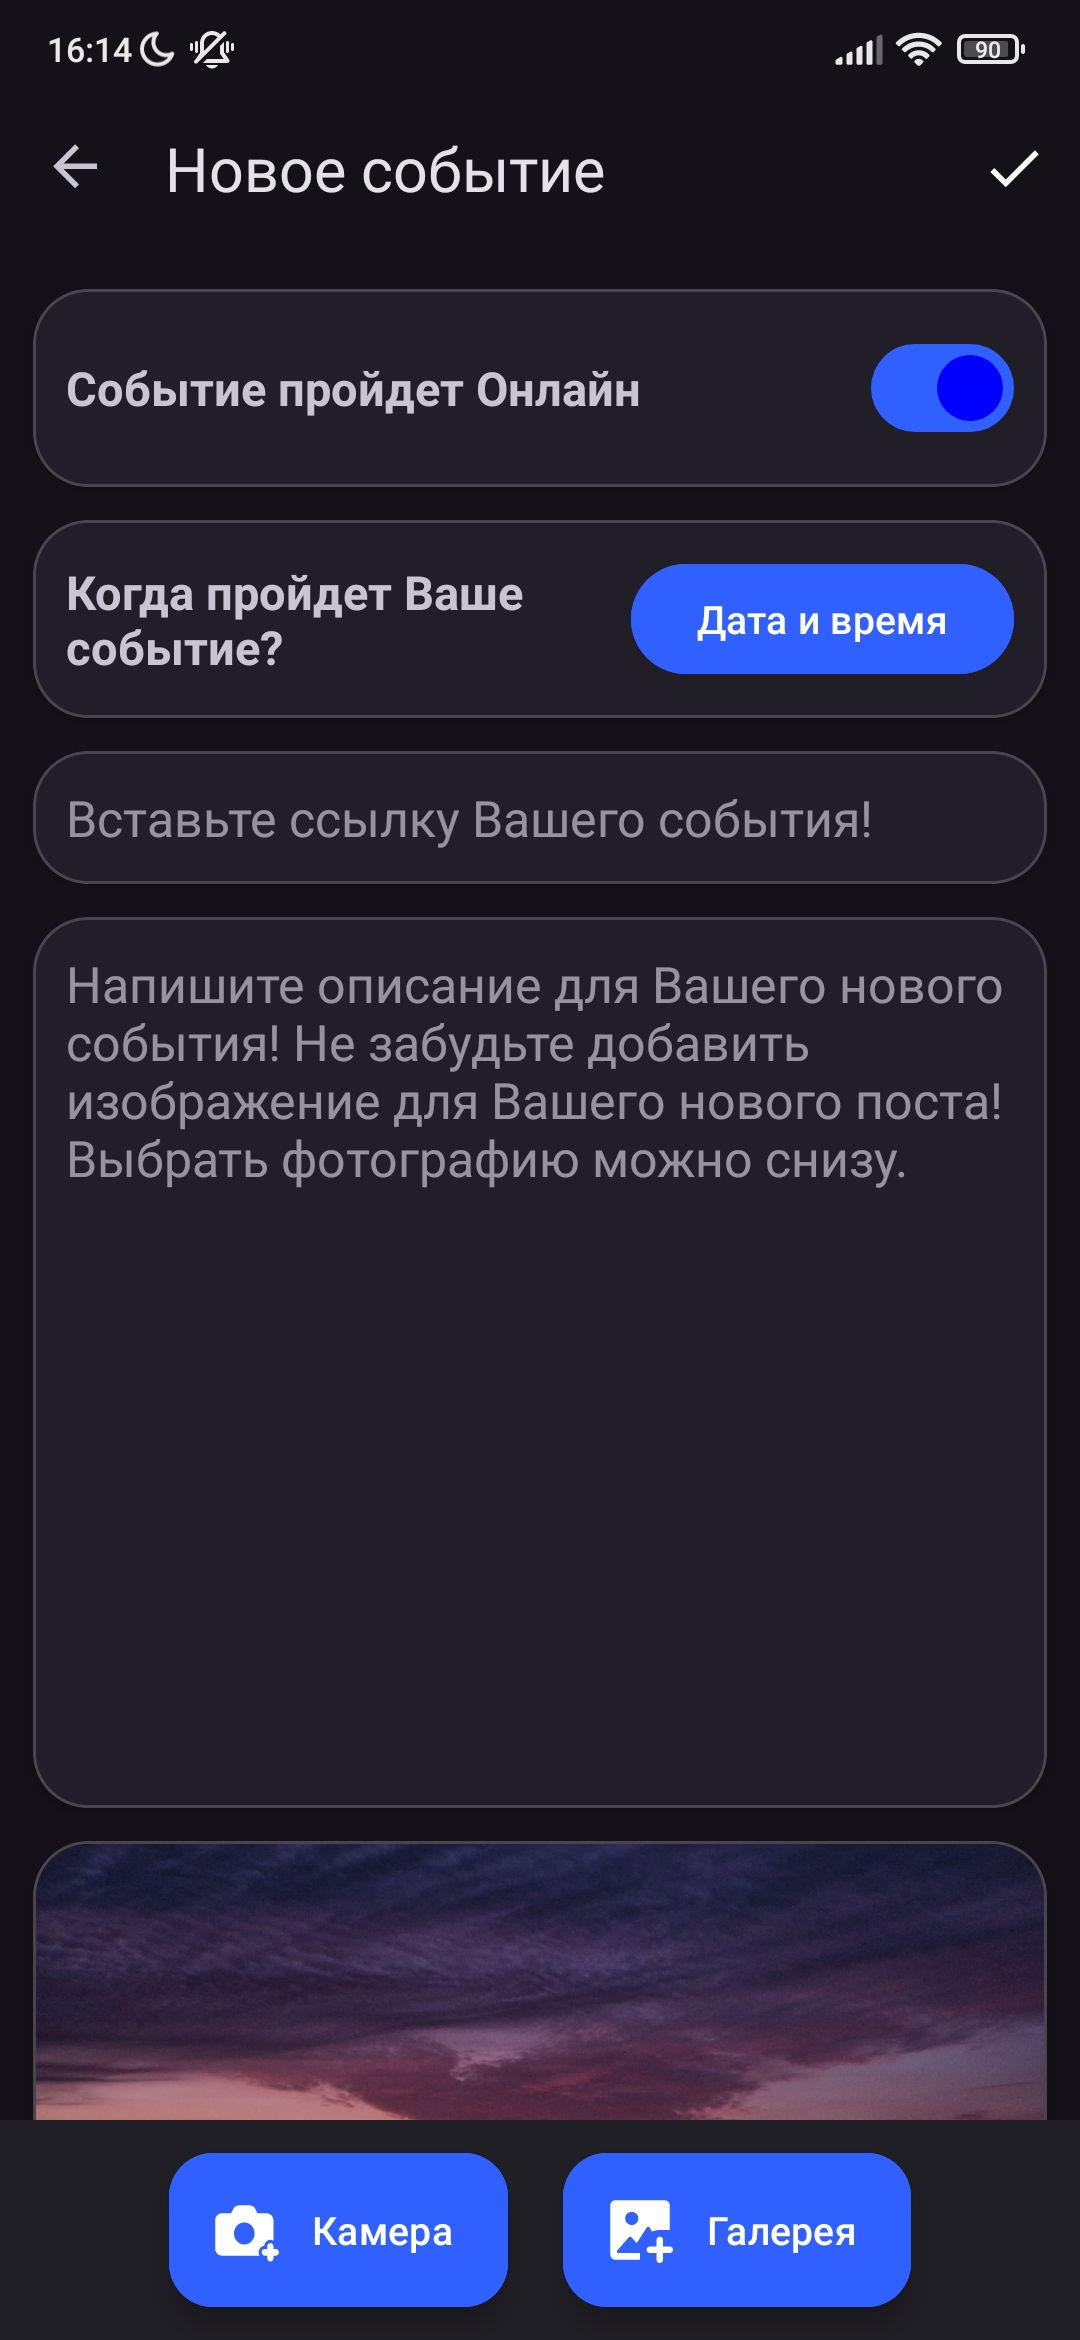 16:14
90
Новое событие
Событие пройдет Онлайн
Когда пройдет Ваше
событие?
Дата и время
Вставьте ссылку Вашего события!
Напишите описание для Вашего нового
события! Не забудьте добавить
изображение для Вашего нового поста!
Выбрать фотографию можно снизу.
Камера
Галерея